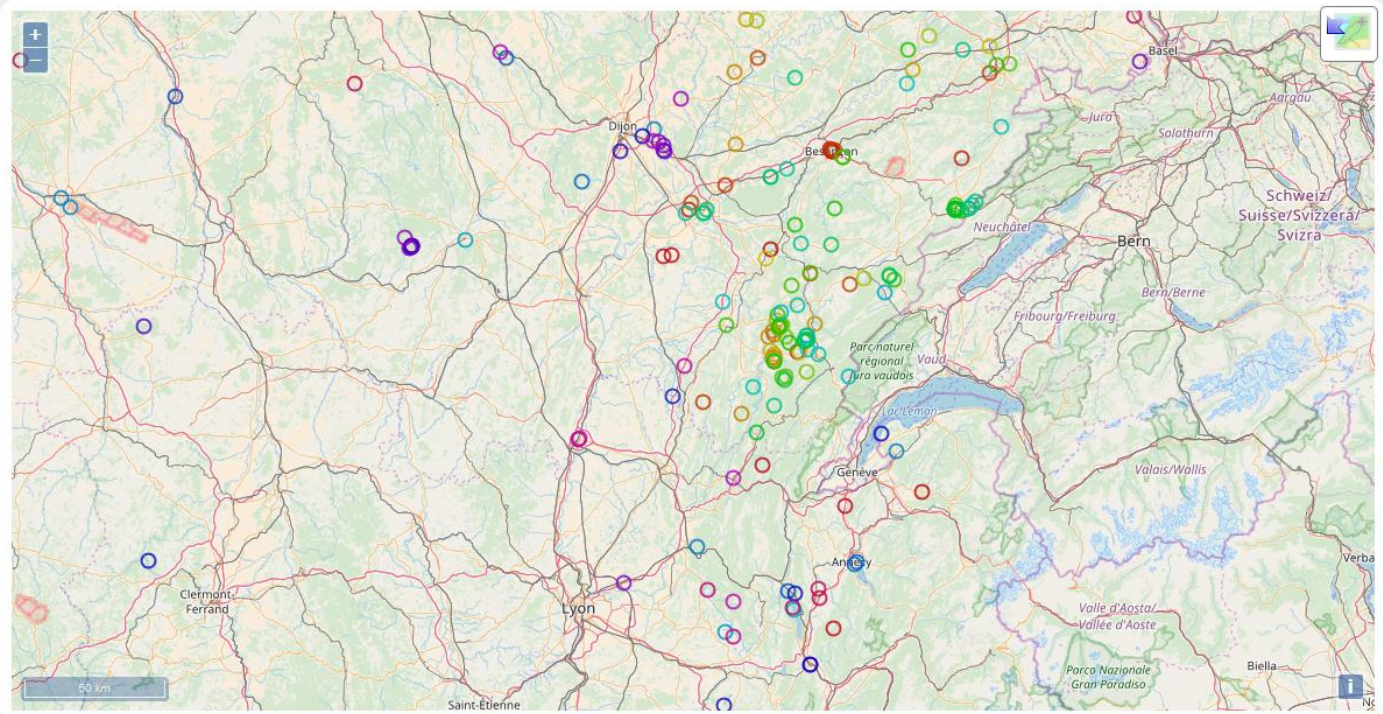 +
−
Basel
Aargau
Jura
Solothurn
Dijon
Besançon
Schweiz/
Suisse/Svizzera/
Svizra
Neuchâtel
Bern
Bern/Berne
Fribourg/Freiburg
Parc naturel
régional
Jura vaudois
Vaud
Lac Léman
Genève
Valais/Wallis
Annecy
Verba
Clermont-
Ferrand
Lyon
Valle d'Aosta/
Vallée d'Aoste
Parco Nazionale
Gran Paradiso
Biella
50 km
i
Saint-Étienne
No